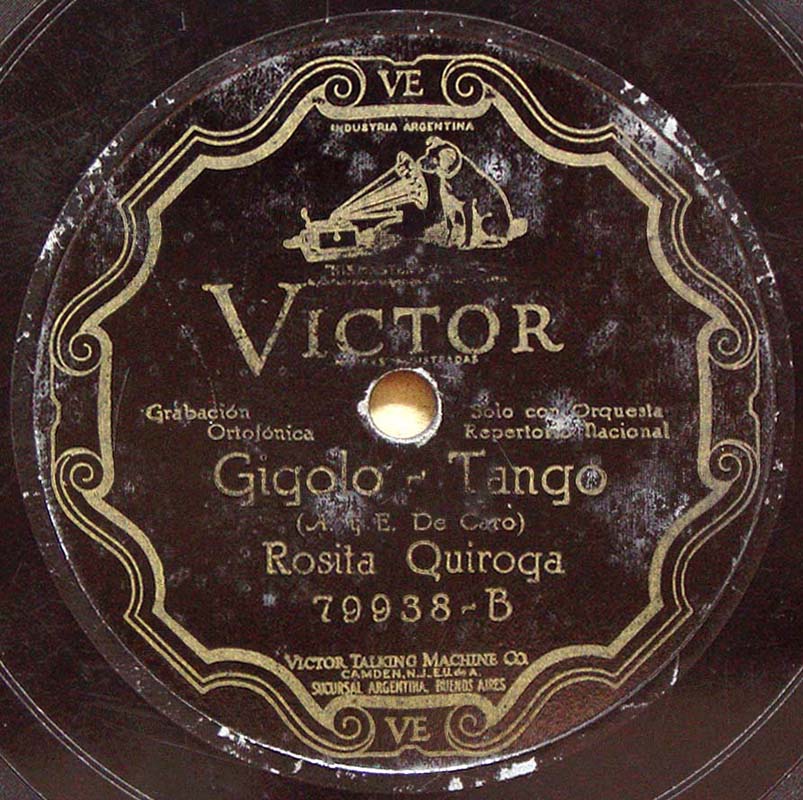 VE
INDUSTRIA ARGENTINA
VICTOR
Grabación Solo con Orquesta
Ortofónica Repertorio Nacional
Gigolo - Tango
(A. y E. De Caro)
Rosita Quiroga
79938-B
VICTOR TALKING MACHINE CO.
CAMDEN, N.J., E.U. de A.
SUCURSAL ARGENTINA, BUENOS AIRES
VE